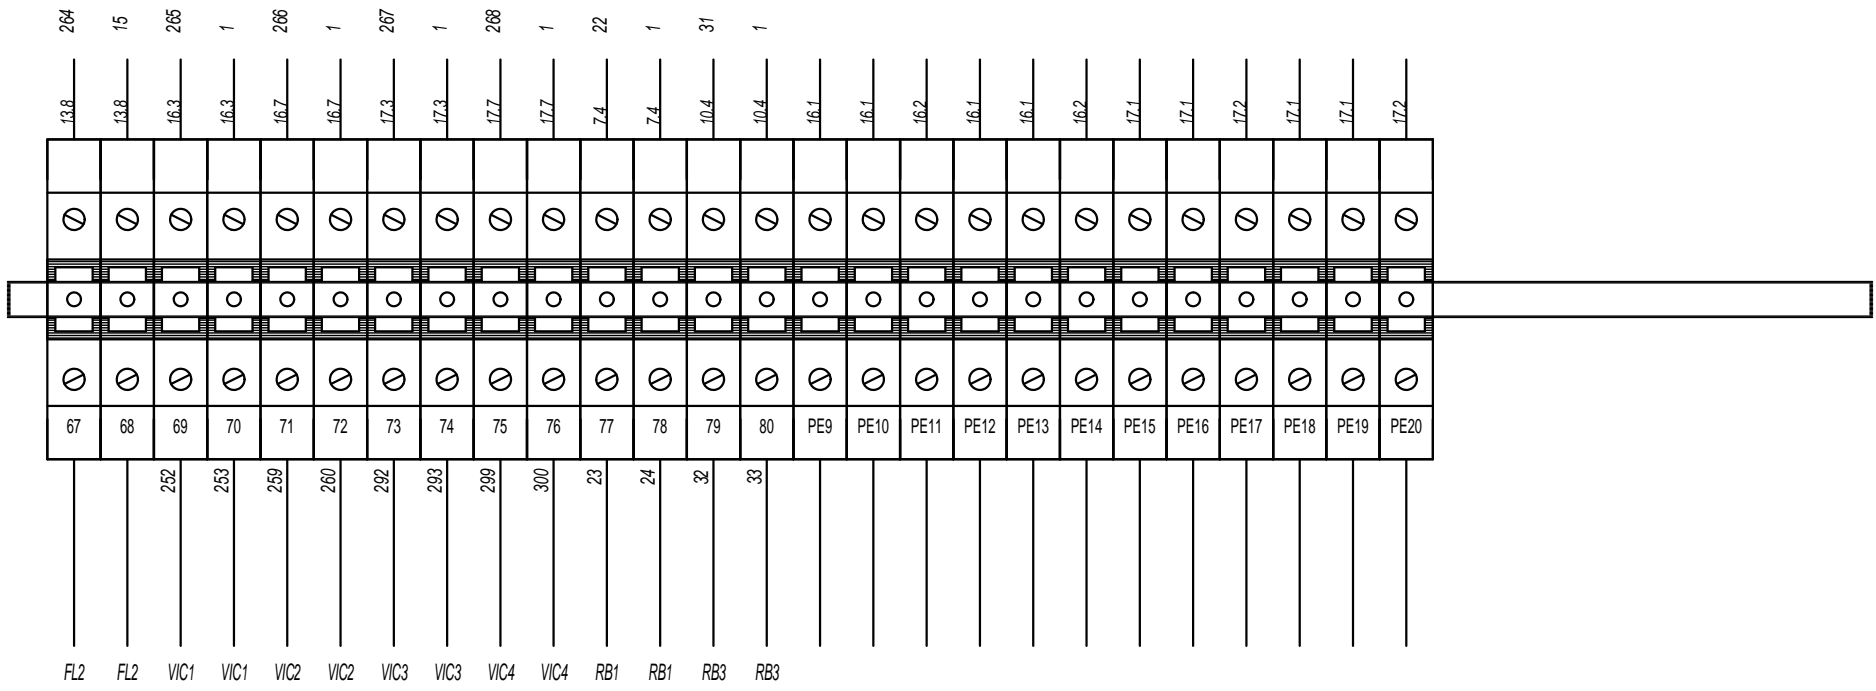 264 15 265 1 266 1 267 1 268 1 22 1 31 1
13.8 13.8 16.3 16.3 16.7 16.7 17.3 17.3 17.7 17.7 7.4 7.4 10.4 10.4 16.1 16.1 16.2 16.1 16.1 16.2 17.1 17.1 17.2 17.1 17.1 17.2
67 68 69 70 71 72 73 74 75 76 77 78 79 80 PE9 PE10 PE11 PE12 PE13 PE14 PE15 PE16 PE17 PE18 PE19 PE20
252 253 259 260 292 293 299 300 23 24 32 33
FL2 FL2 VIC1 VIC1 VIC2 VIC2 VIC3 VIC3 VIC4 VIC4 RB1 RB1 RB3 RB3